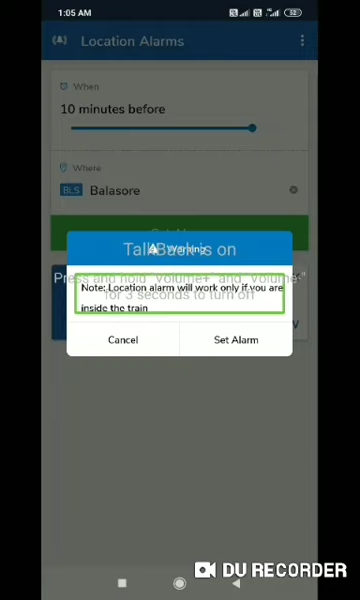 1:05 AM
52
Location Alarms
When
10 minutes before
Where
BLS Balasore
Warning
TalkBack is on
Press and hold "Volume+" and "Volume-"
for 3 seconds to turn off
Note: Location alarm will work only if you are
inside the train
Cancel
Set Alarm
DU RECORDER